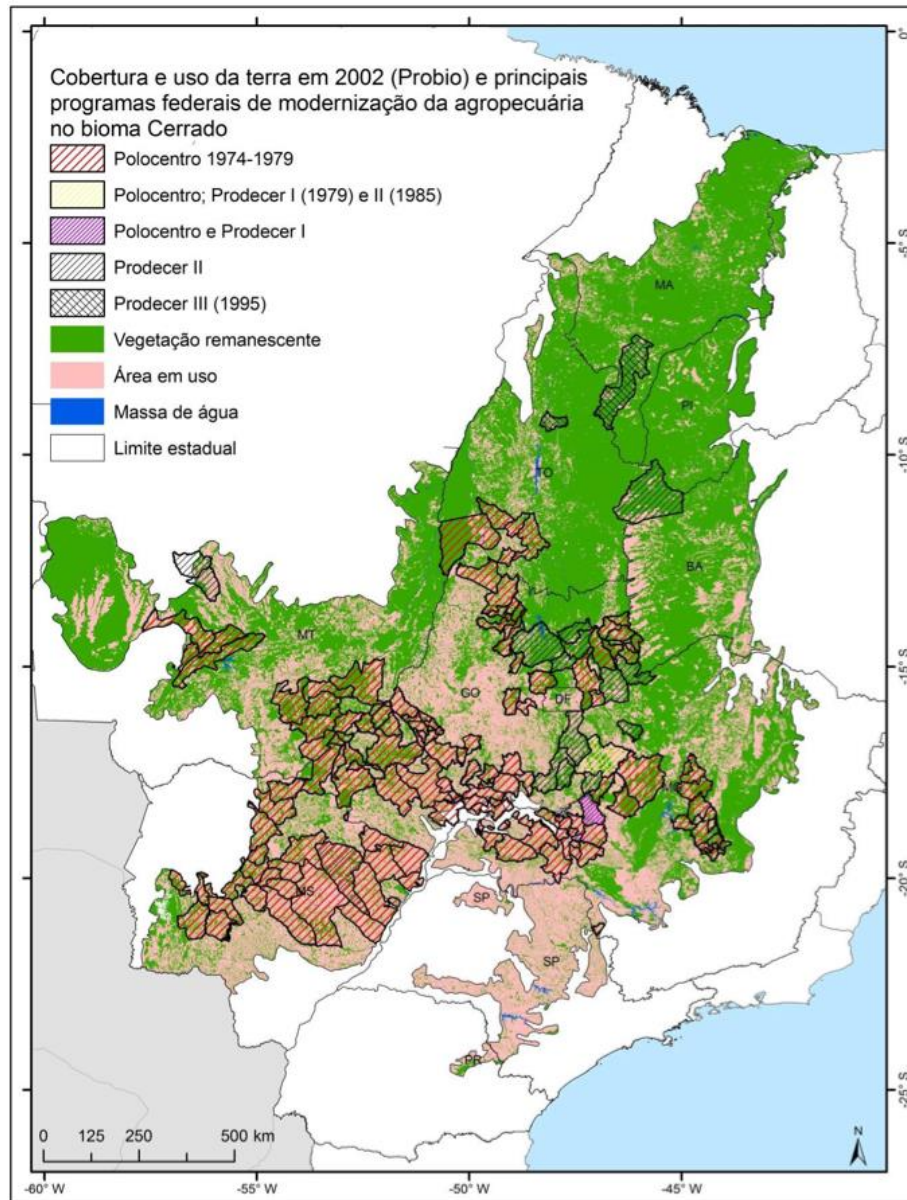 Cobertura e uso da terra em 2002 (Probio) e principais
programas federais de modernização da agropecuária
no bioma Cerrado
Polocentro 1974-1979
Polocentro; Prodecer I (1979) e II (1985)
Polocentro e Prodecer I
Prodecer II
Prodecer III (1995)
Vegetação remanescente
Área em uso
Massa de água
Limite estadual
0°
-5° S
-10° S
-15° S
-20° S
-25° S
MA
PI
TO
BA
MT
GO
DF
MS
SP
SP
PR
0 125 250 500 km
N
-60° W -55° W -50° W -45° W